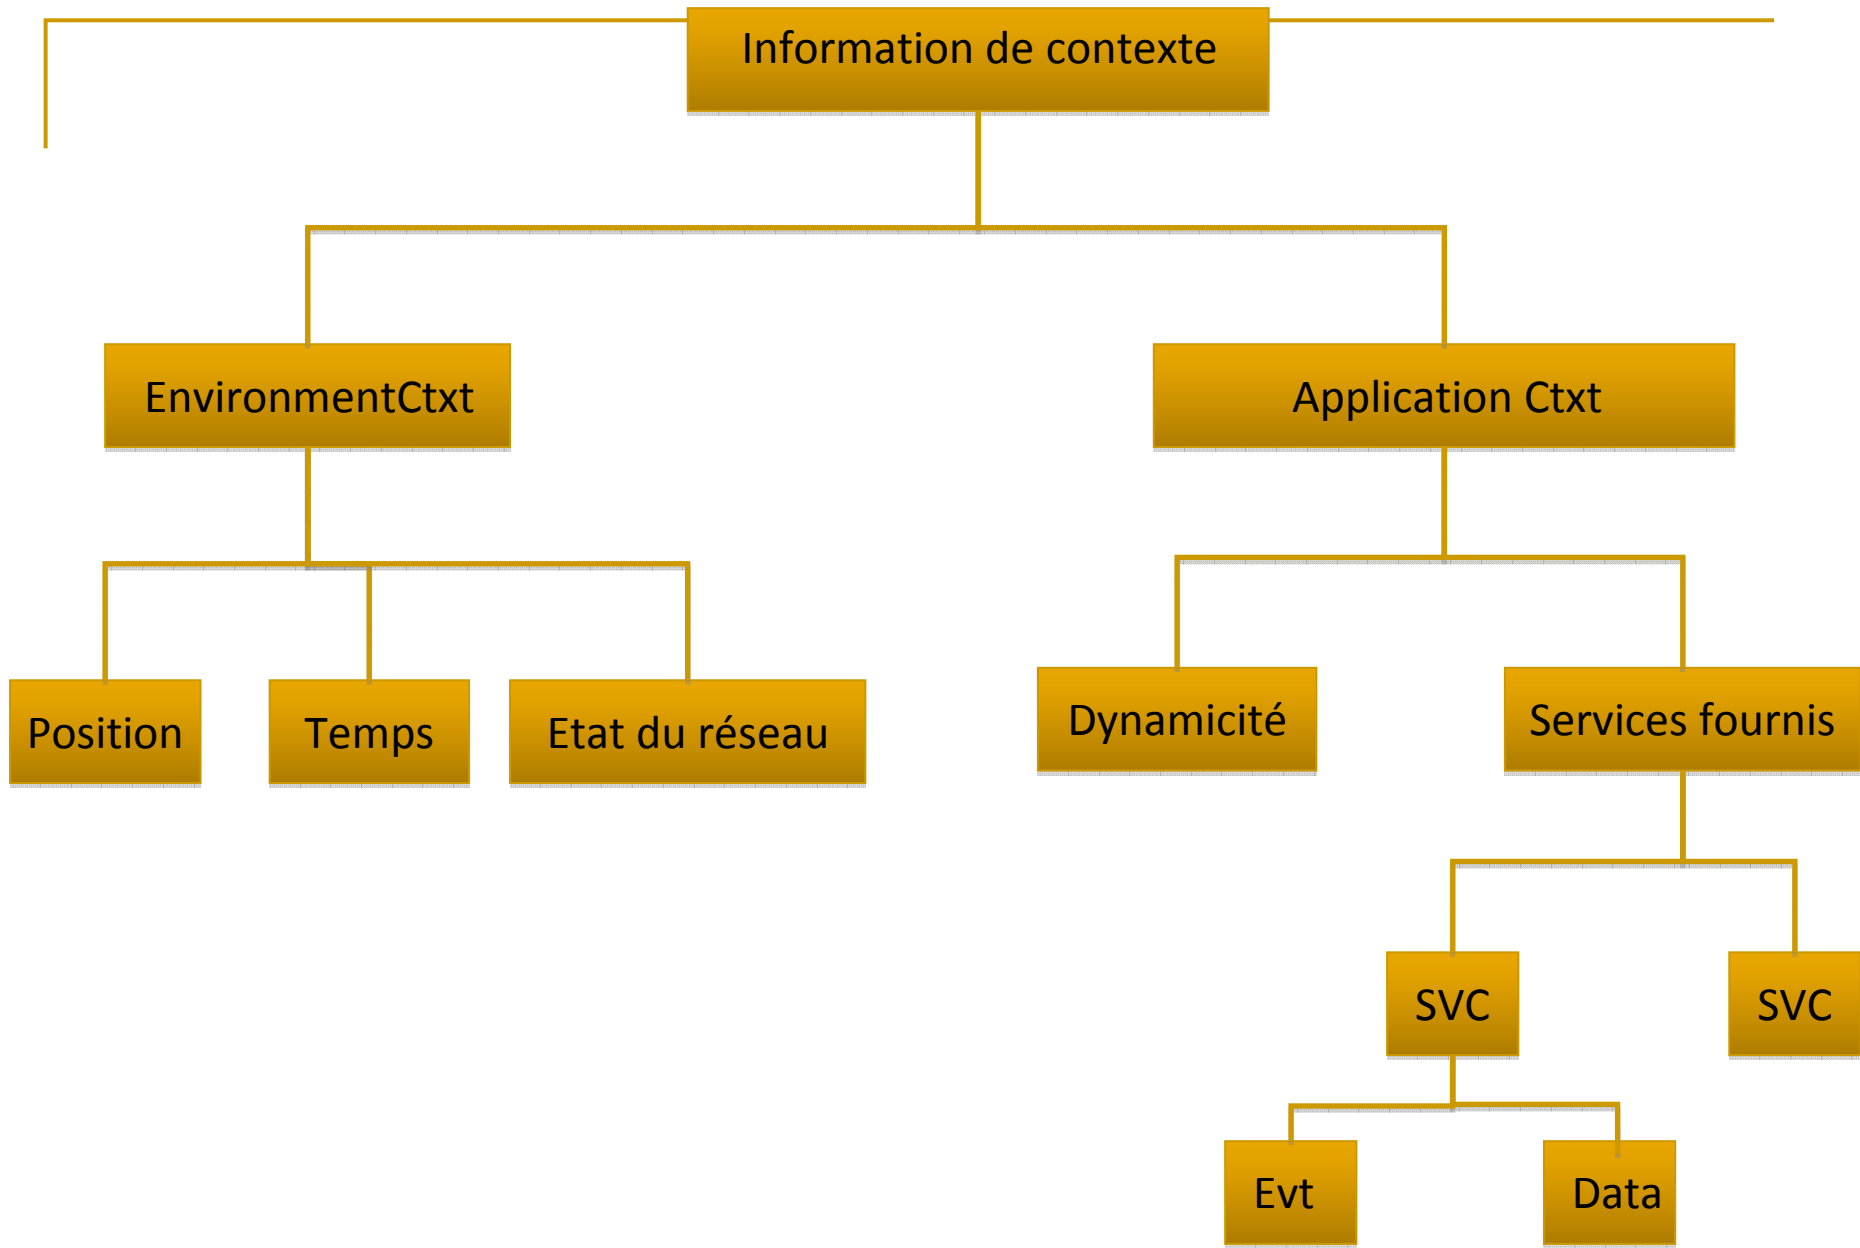 Information de contexte
EnvironmentCtxt
Application Ctxt
Position
Temps
Etat du réseau
Dynamicité
Services fournis
SVC
SVC
Evt
Data